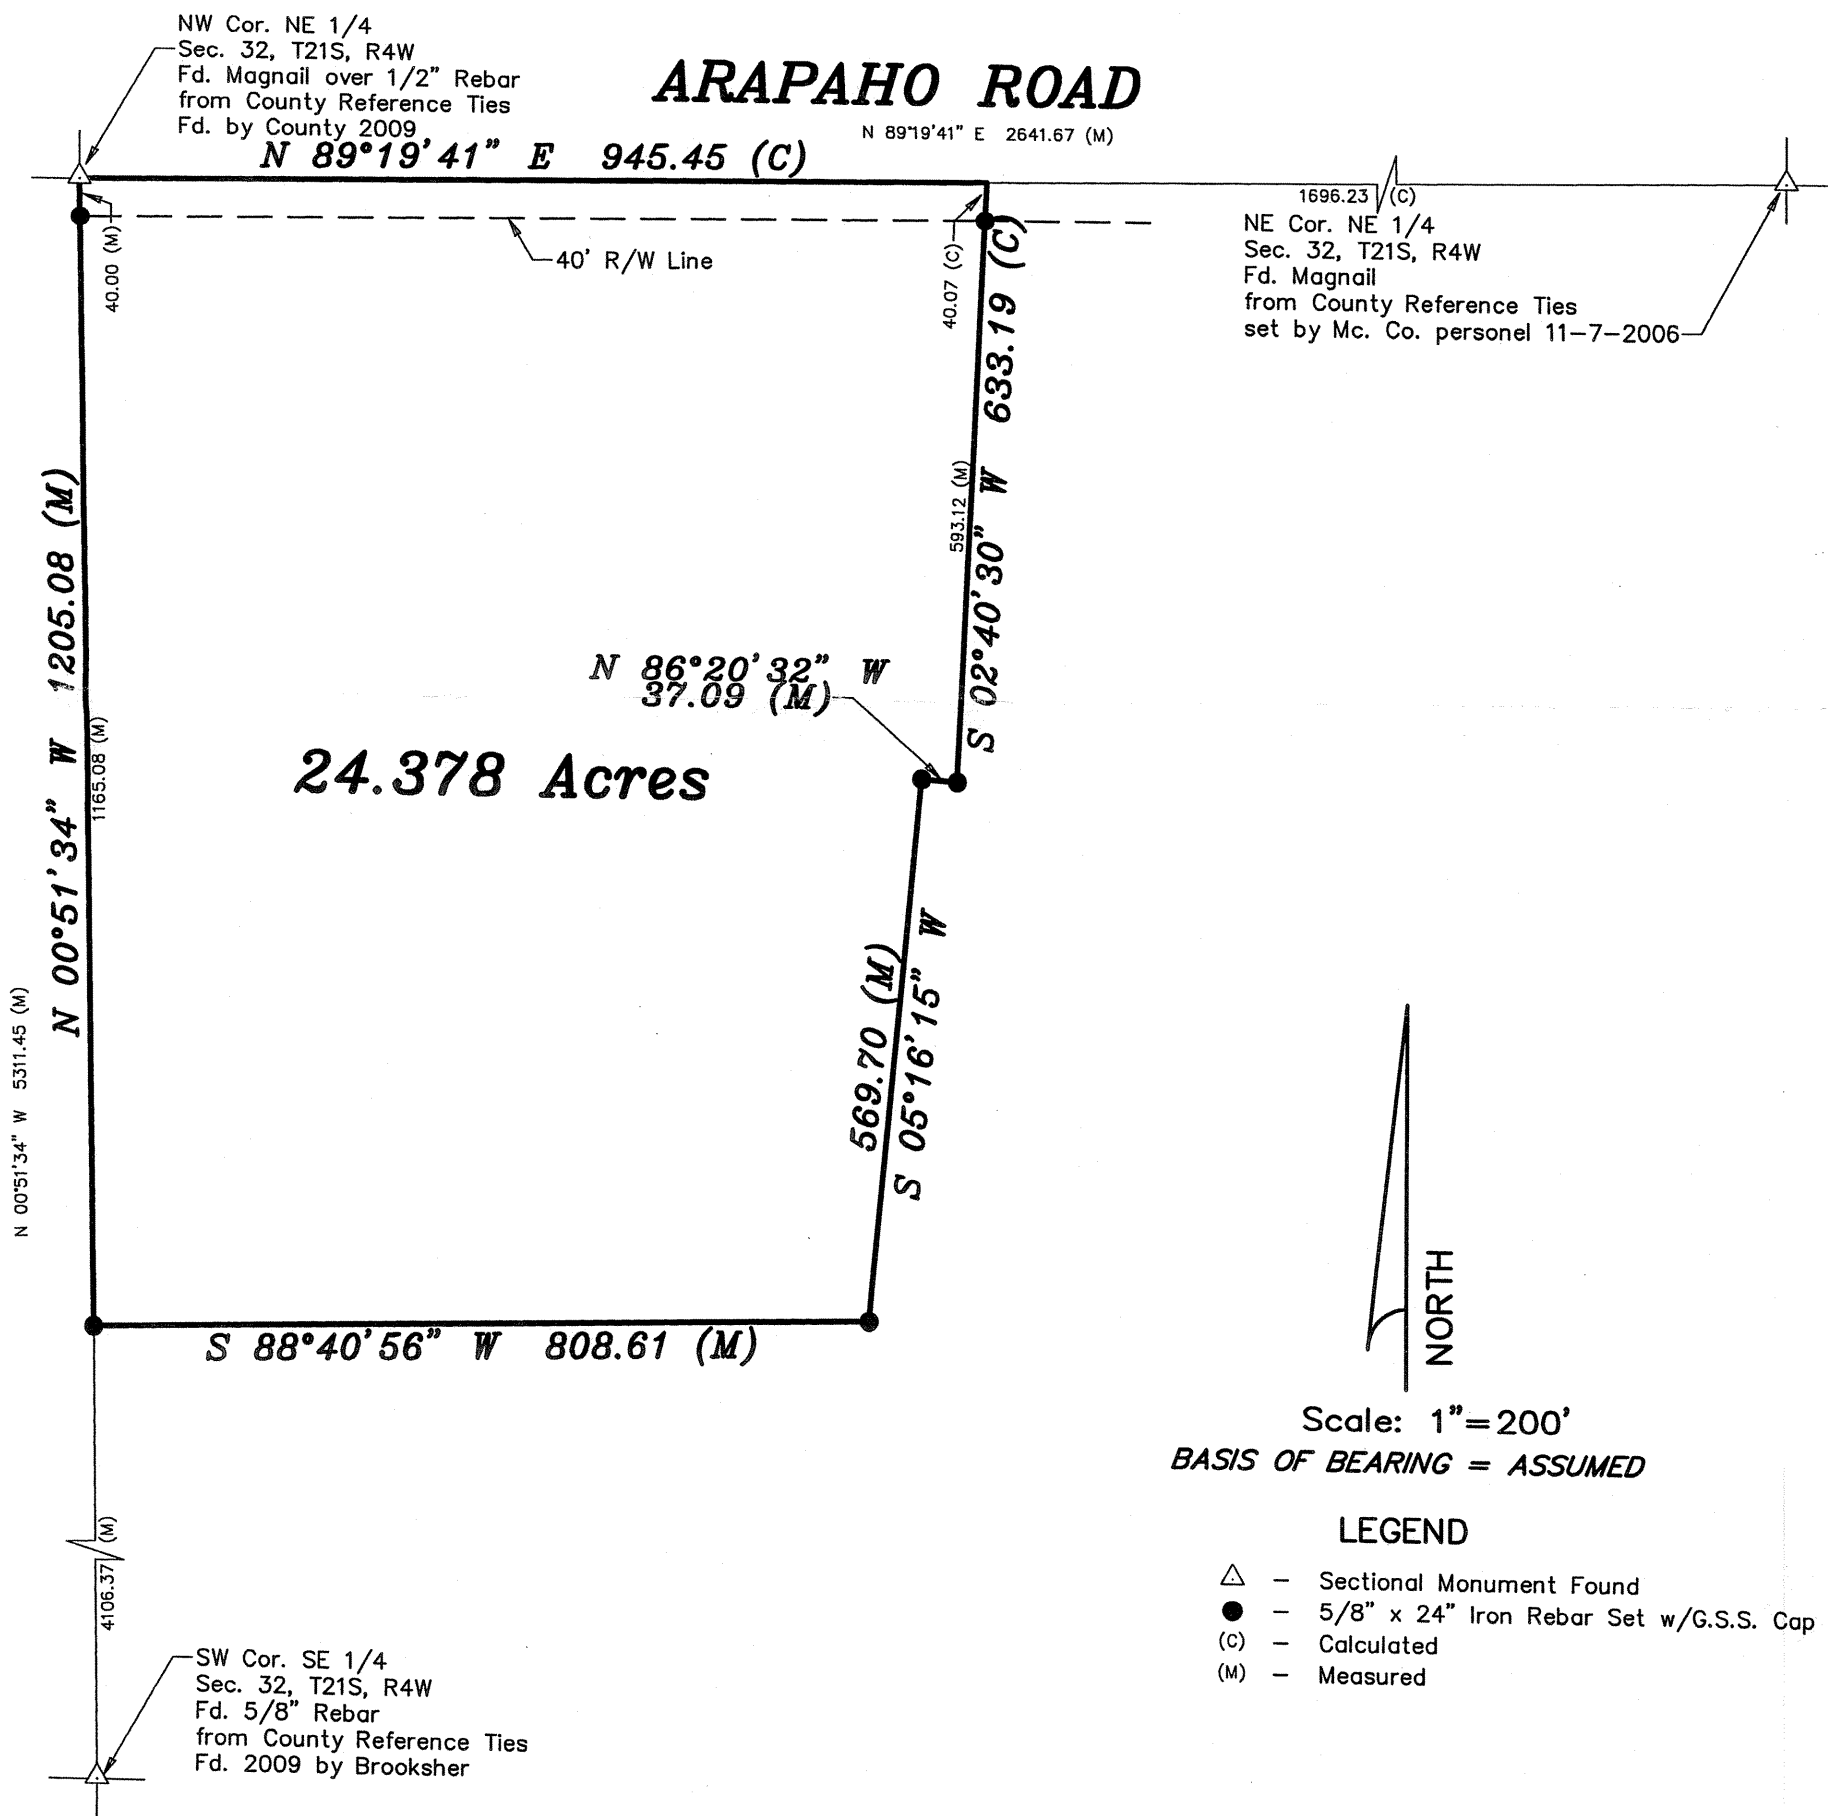 NW Cor. NE 1/4
Sec. 32, T21S, R4W
Fd. Magnail over 1/2" Rebar
from County Reference Ties
Fd. by County 2009
ARAPAHO ROAD
N 89°19'41" E 2641.67 (M)
N 89°19'41" E 945.45 (C)
1696.23 (C)
NE Cor. NE 1/4
Sec. 32, T21S, R4W
Fd. Magnail
from County Reference Ties
set by Mc. Co. personel 11-7-2006
40.00 (M)
40' R/W Line
40.07 (C)
S 02°40'30" W 633.19 (C)
593.12 (M)
N 00°51'34" W 1205.08 (M)
1165.08 (M)
N 86°20'32" W
37.09 (M)
24.378 Acres
569.70 (M)
S 05°16'15" W
N 00°51'34" W 5311.45 (M)
S 88°40'56" W 808.61 (M)
NORTH
Scale: 1"=200'
BASIS OF BEARING = ASSUMED
LEGEND
△ - Sectional Monument Found
● - 5/8" x 24" Iron Rebar Set w/G.S.S. Cap
(C) - Calculated
(M) - Measured
4106.37 (M)
SW Cor. SE 1/4
Sec. 32, T21S, R4W
Fd. 5/8" Rebar
from County Reference Ties
Fd. 2009 by Brooksher